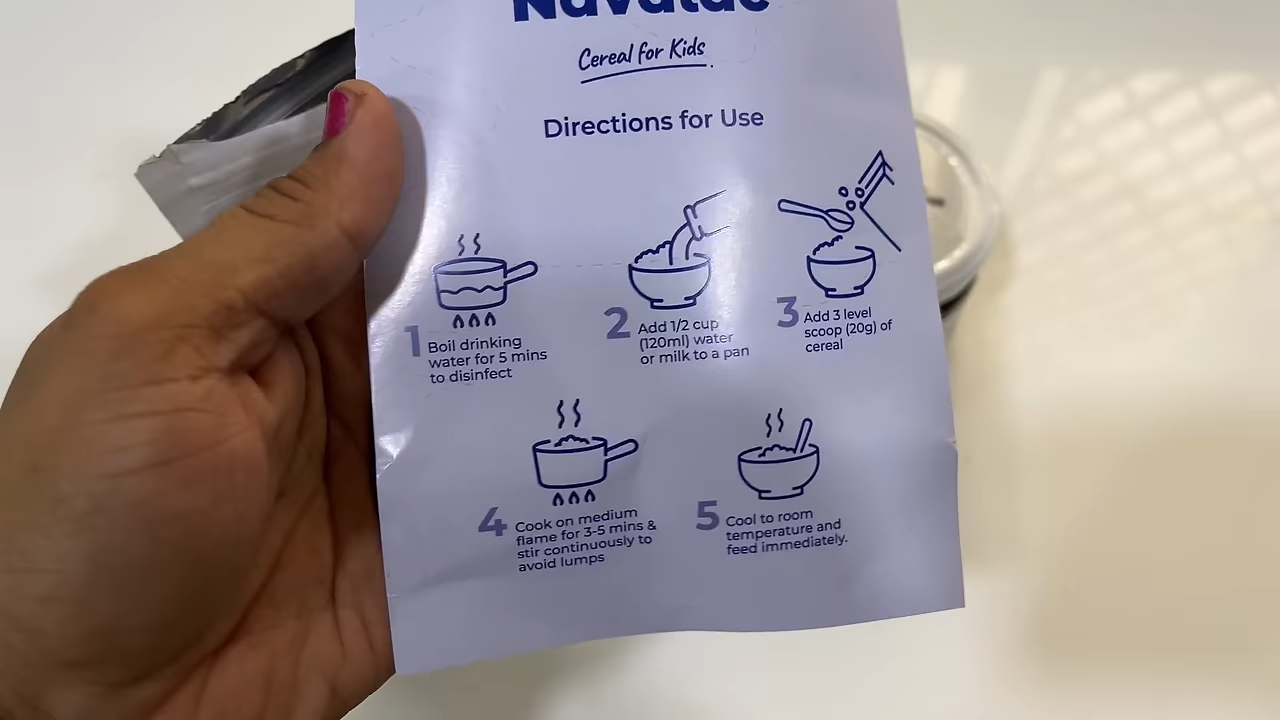 Cereal for Kids
Directions for Use
1 Boil drinking
water for 5 mins
to disinfect
2 Add 1/2 cup
(120ml) water
or milk to a pan
3 Add 3 level
scoop (20g) of
cereal
4 Cook on medium
flame for 3-5 mins &
stir continuously to
avoid lumps
5 Cool to room
temperature and
feed immediately.